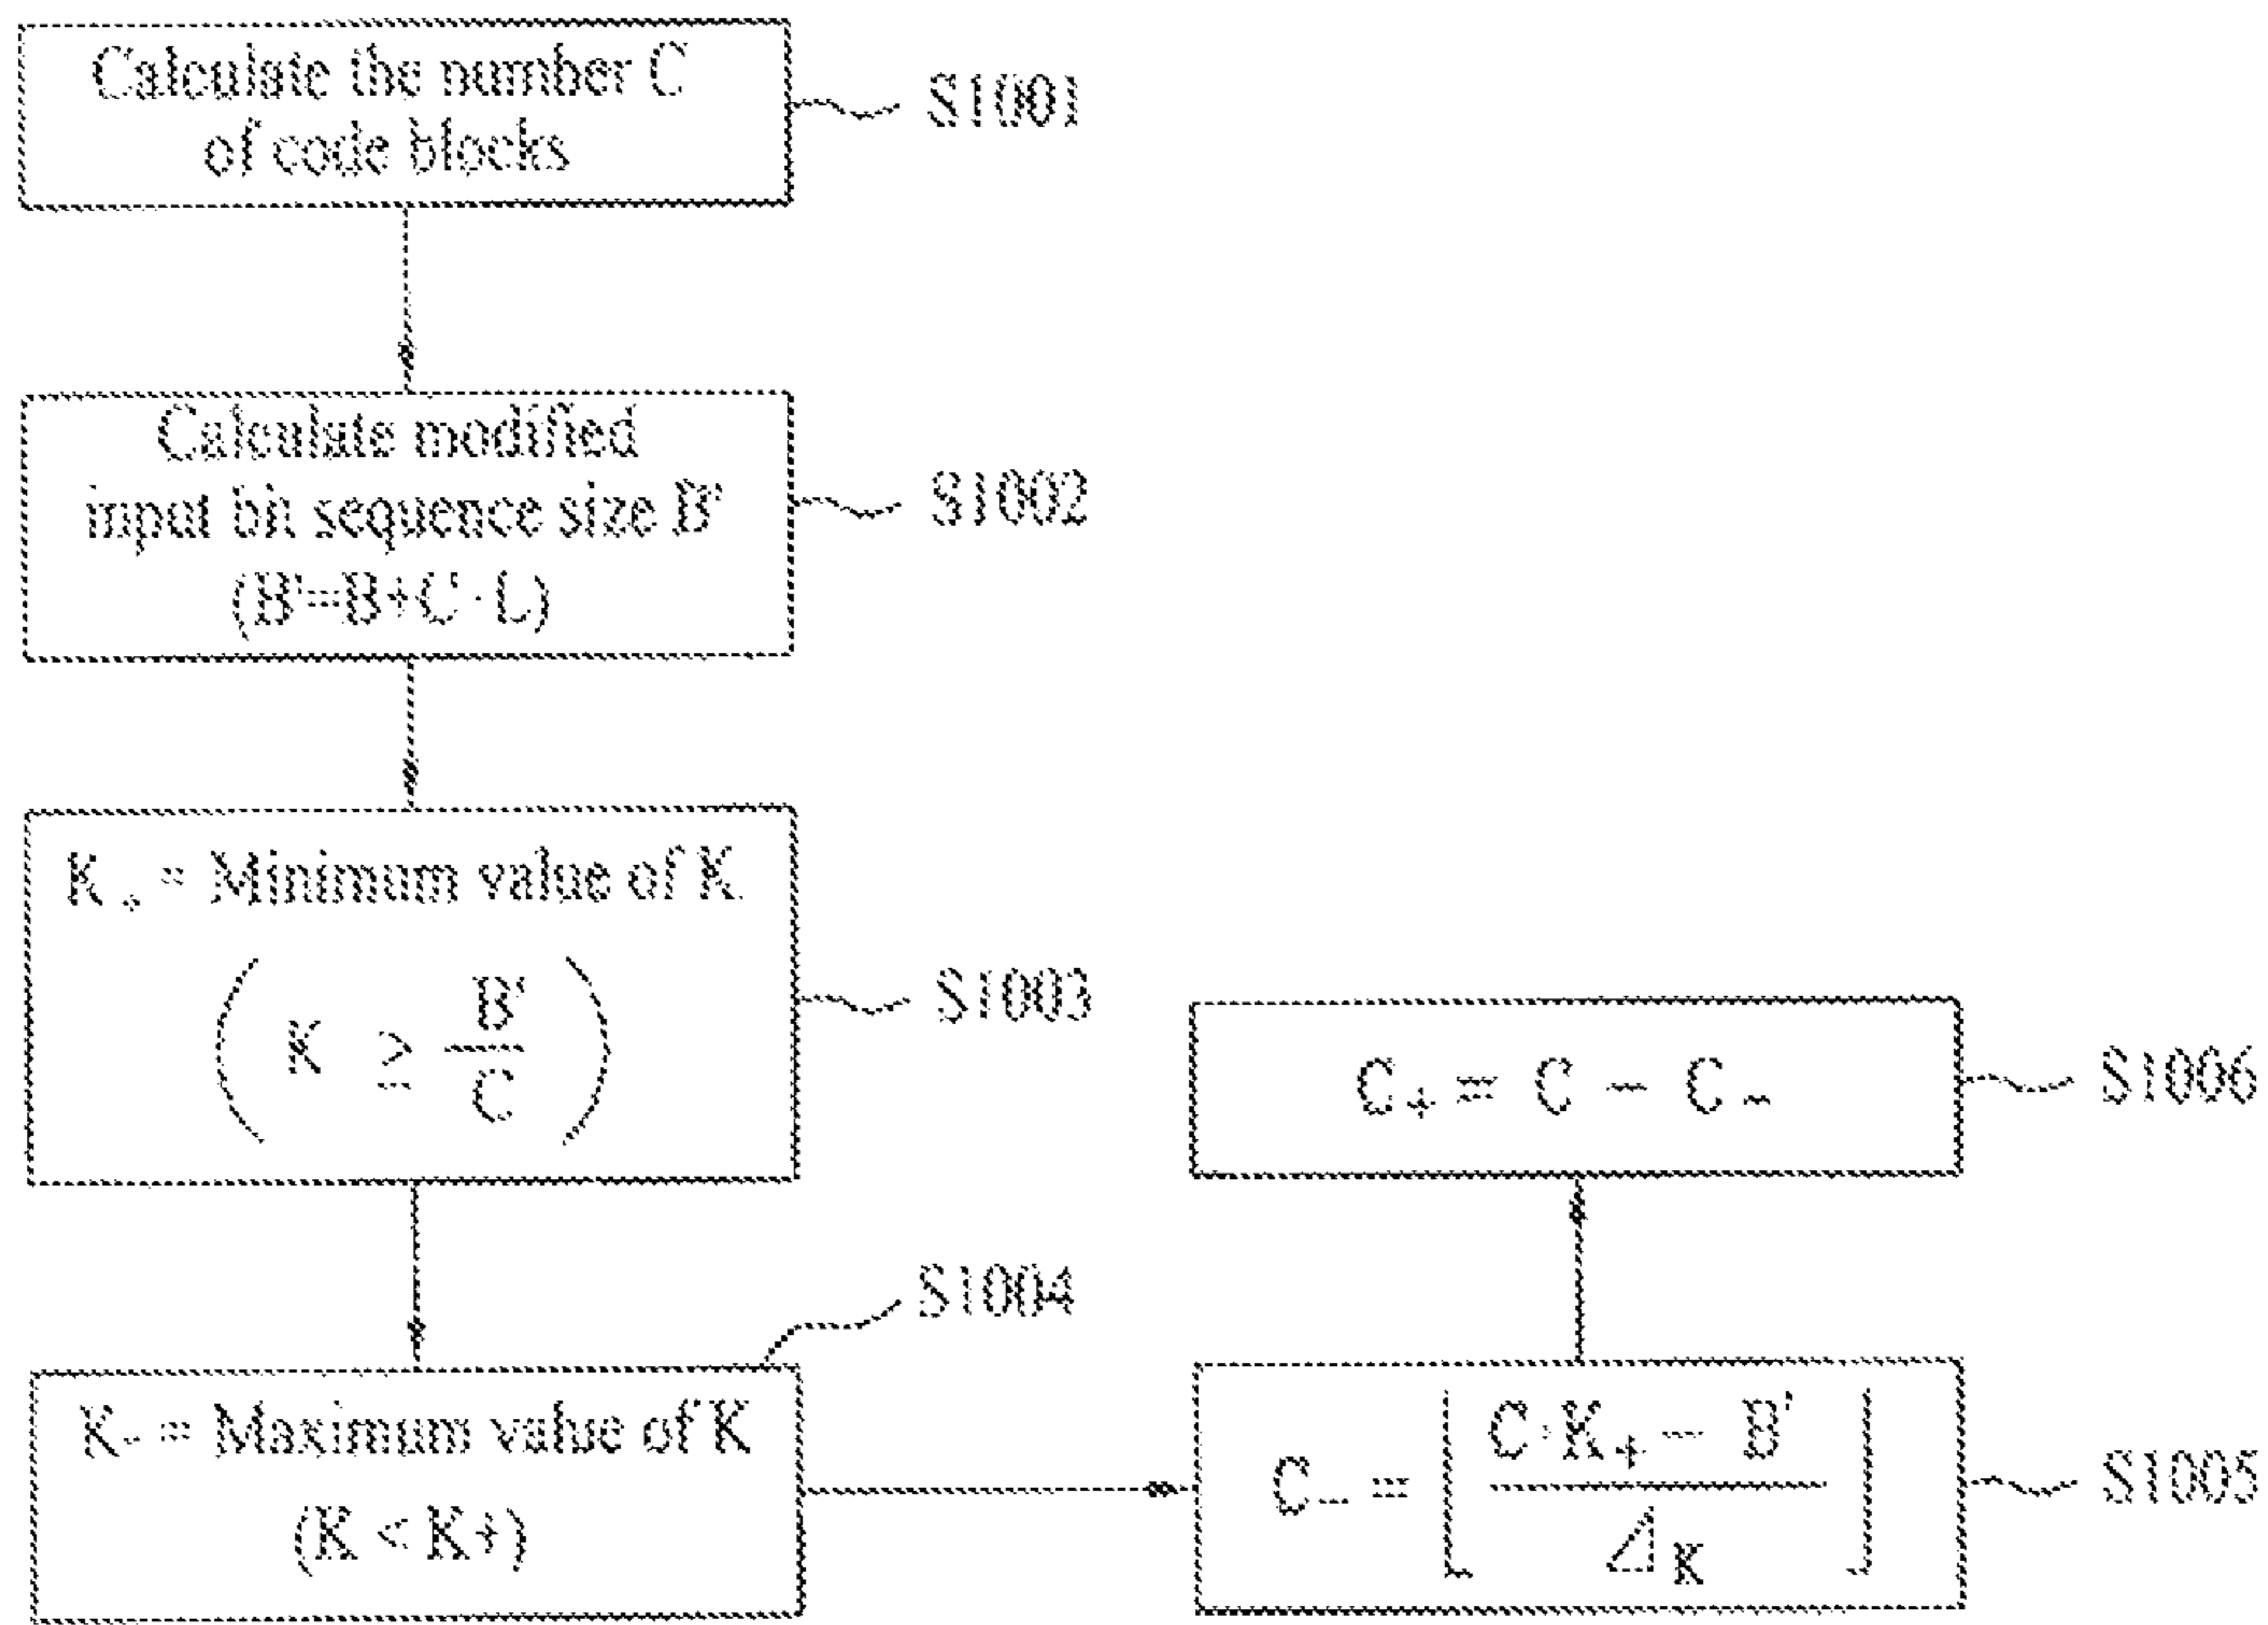 Calculate the number C
of code blocks
S1001
Calculate modified
input bit sequence size B'
(B'=B+C·L)
S1002
K+ = Minimum value of K
(K ≥ B'/C)
S1003
K- = Maximum value of K
(K < K+)
S1004
C- = ⌊(C·K+ - B')/ΔK⌋
S1005
C+ = C - C-
S1006